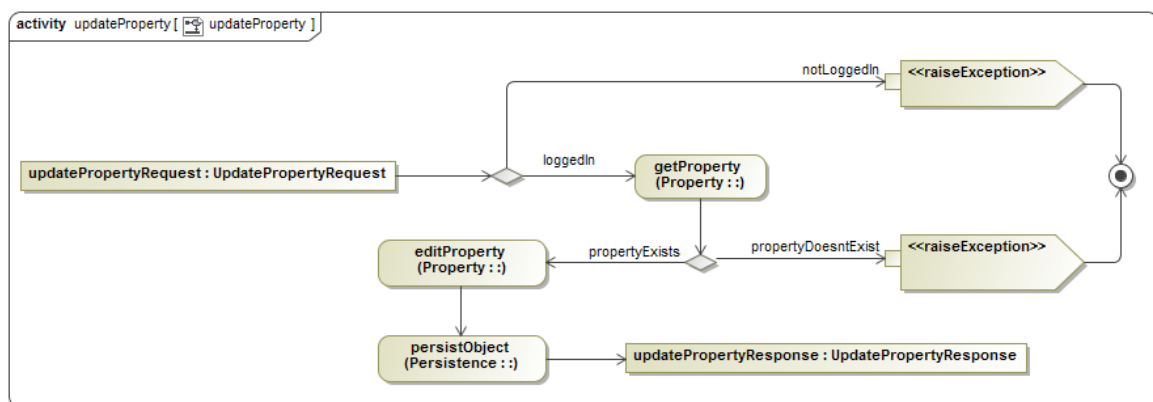 activity updateProperty [ updateProperty ]
notLoggedIn
<<raiseException>>
updatePropertyRequest : UpdatePropertyRequest
loggedIn
getProperty
(Property : :)
editProperty
(Property : :)
propertyExists
propertyDoesntExist
<<raiseException>>
persistObject
(Persistence : :)
updatePropertyResponse : UpdatePropertyResponse